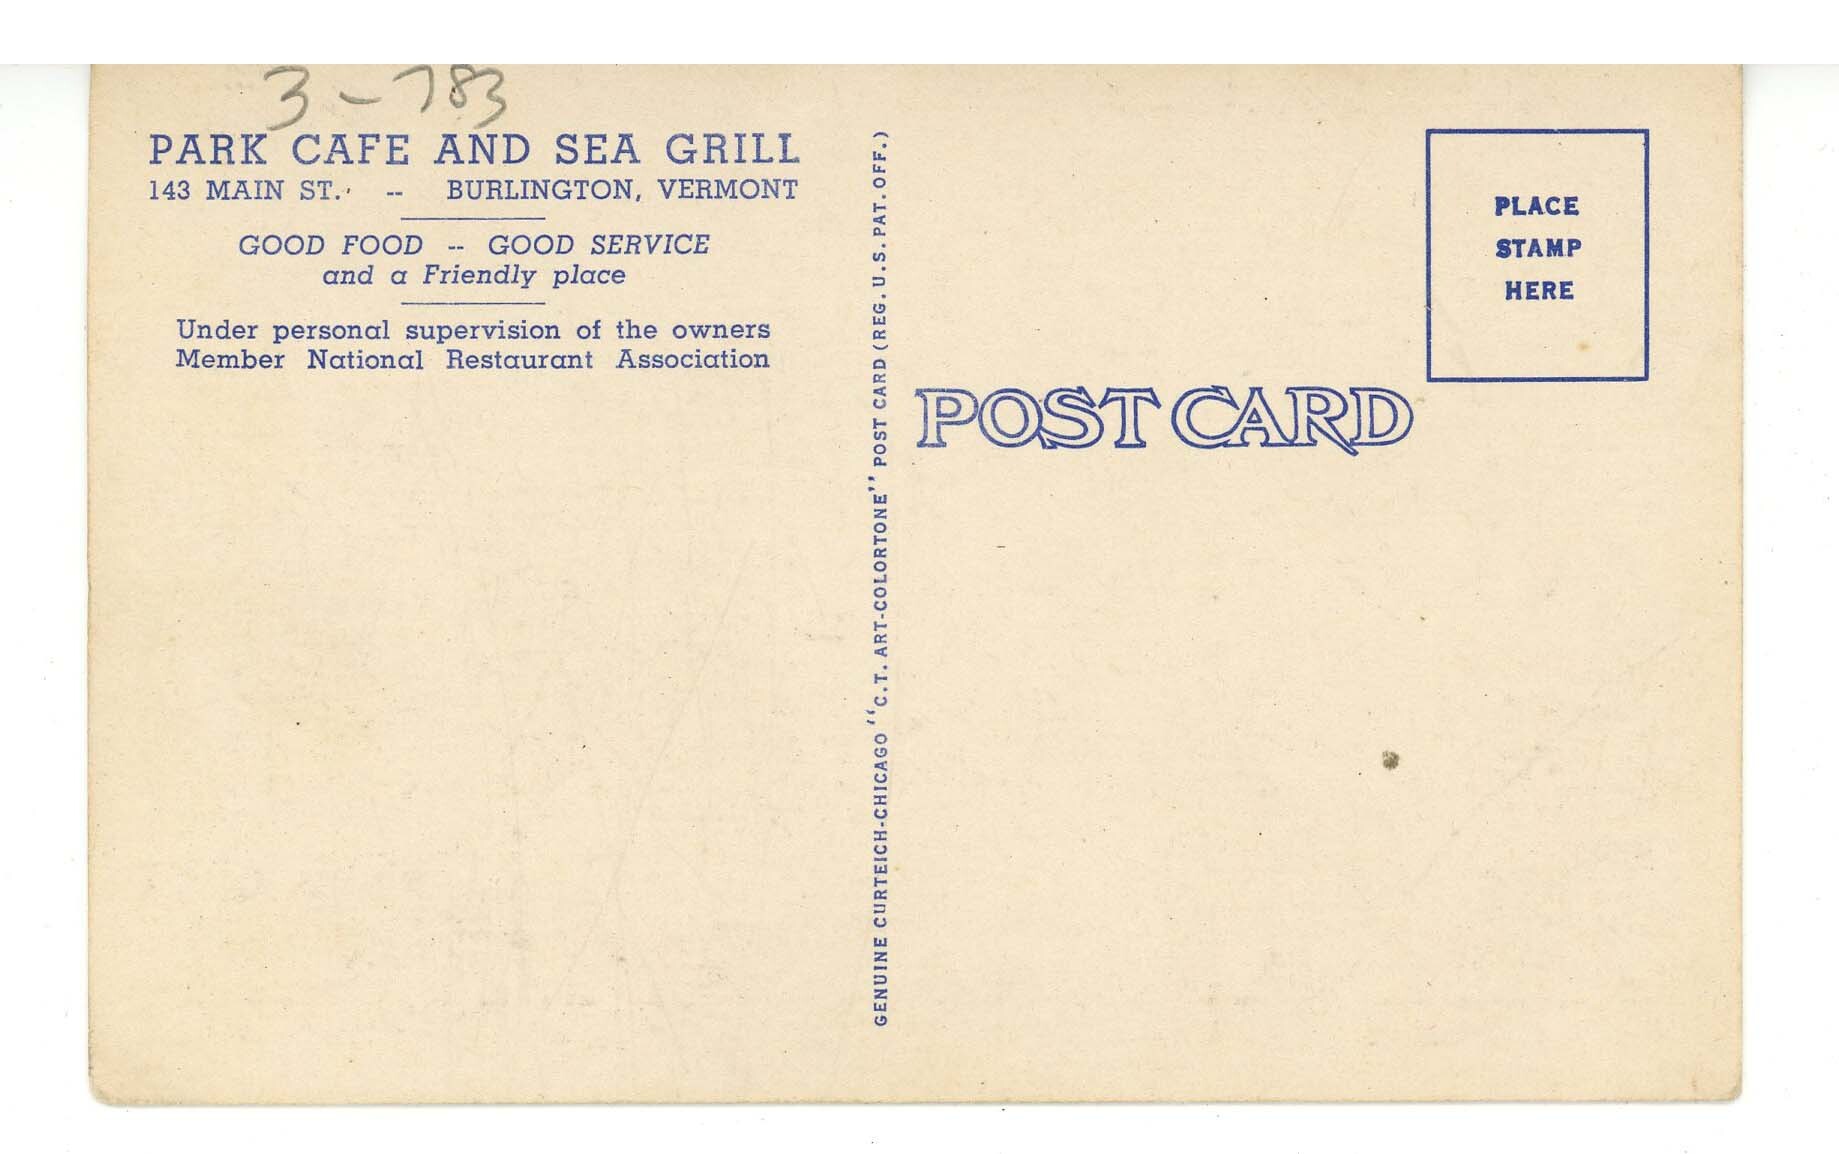 3-783
PARK CAFE AND SEA GRILL
143 MAIN ST. -- BURLINGTON, VERMONT
GOOD FOOD -- GOOD SERVICE
and a Friendly place
Under personal supervision of the owners
Member National Restaurant Association
GENUINE CURTEICH-CHICAGO "C.T. ART-COLORTONE" POST CARD (REG. U.S. PAT. OFF.)
PLACE
STAMP
HERE
POST CARD